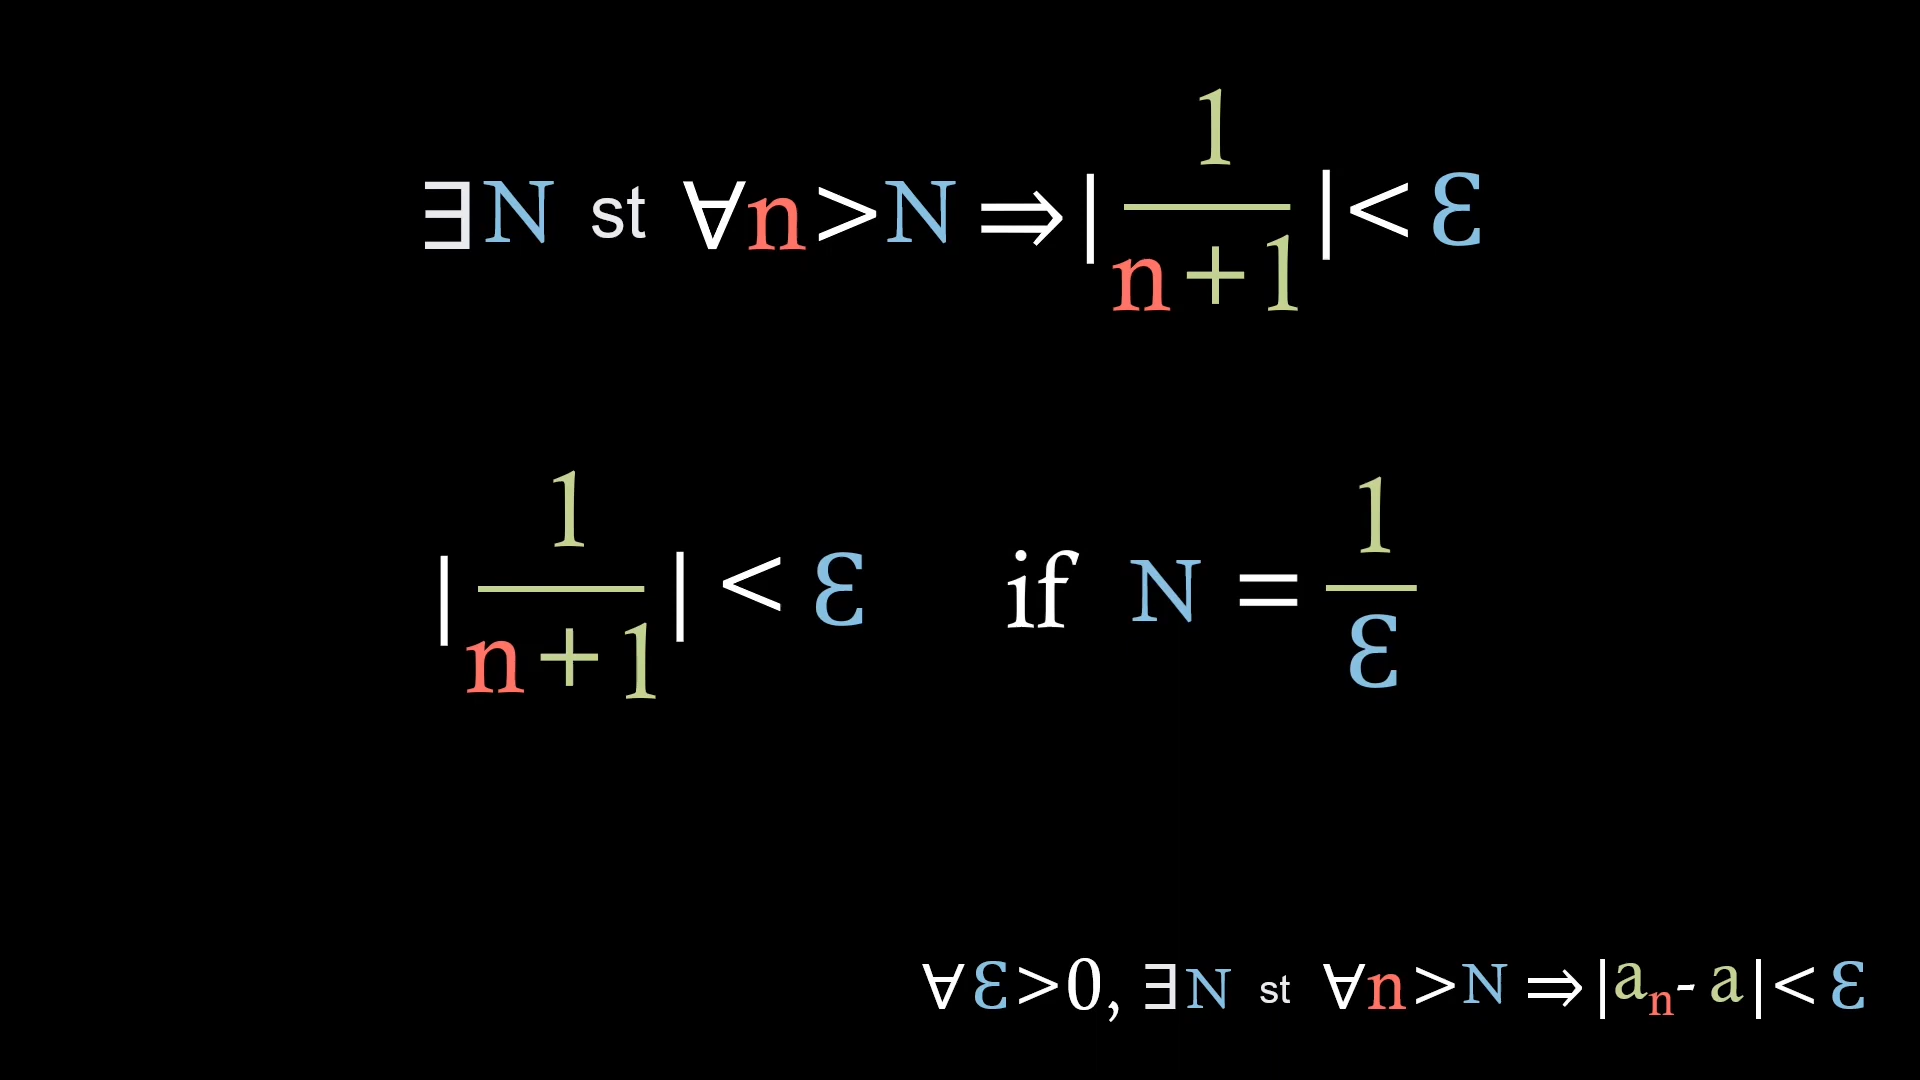 ∃N st ∀n>N ⇒ |1/(n+1)| < ε
|1/(n+1)| < ε if N = 1/ε
∀ε>0, ∃N st ∀n>N ⇒ |aₙ- a| < ε